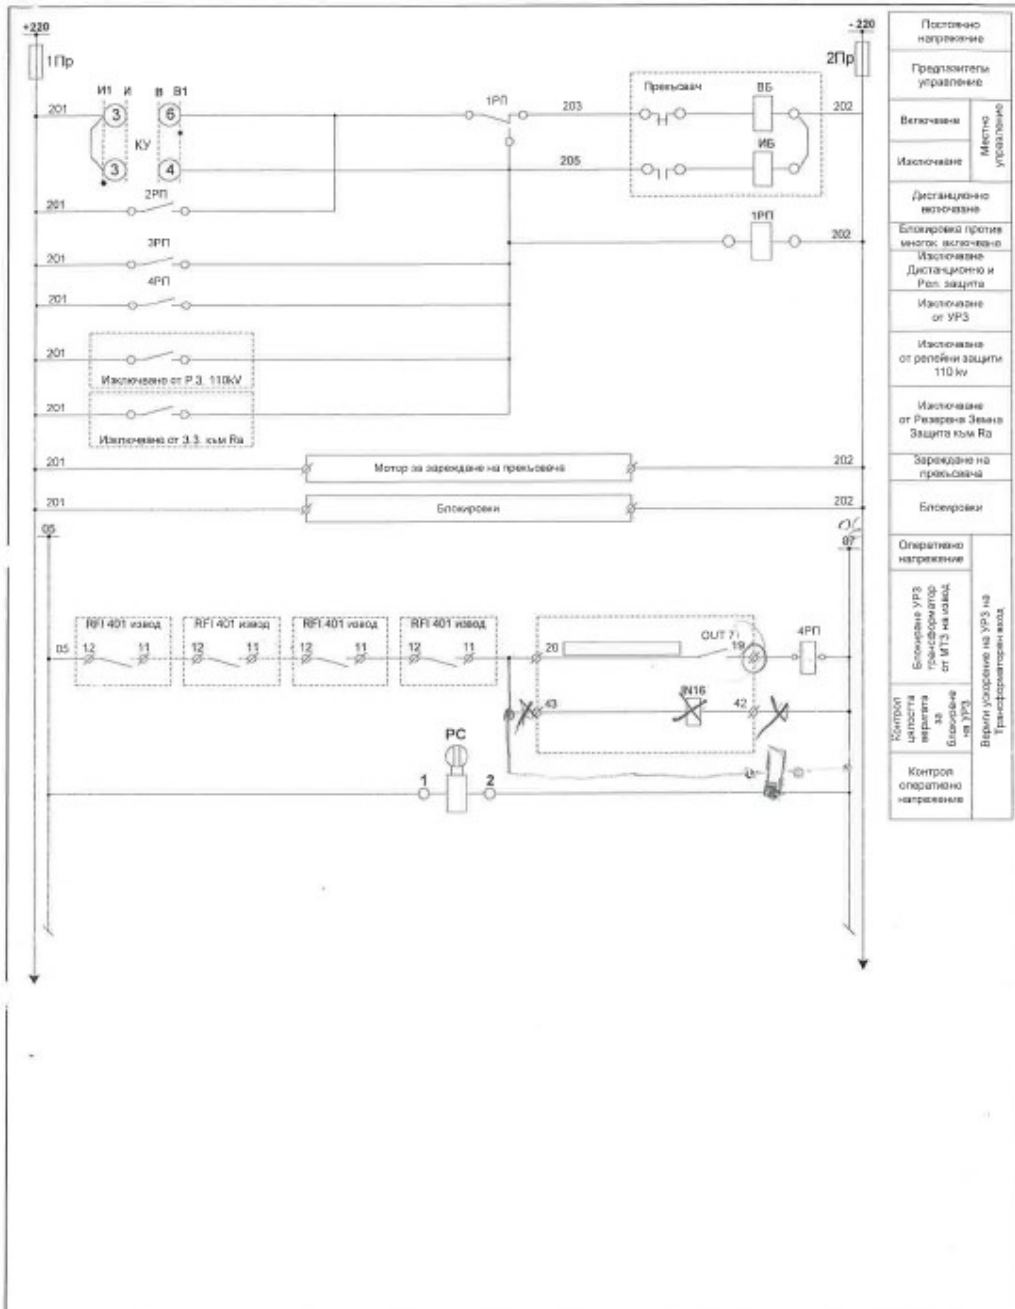 +220
- 220
1Пр
2Пр
И1 И В В1
201
3
6
КУ
3
4
1РП
203
205
Прекъсвач
ВБ
ИБ
202
2РП
201
1РП
202
3РП
201
4РП
201
201
Изключване от Р.З. 110kV
201
Изключване от З.З. към Ra
201
Мотор за зареждане на прекъсвача
202
201
Блокировки
202
05
06
07
RFI 401 извод
RFI 401 извод
RFI 401 извод
RFI 401 извод
05
12 11
12 11
12 11
12 11
20
OUT 7
19
4РП
43
IN16
42
РС
1
2
Постоянно
напрежение
Предпазители
управление
Включване
Изключване
Местно
управление
Дистанционно
включване
Блокировка против
многок. включване
Изключване
Дистанционно и
Рел. защита
Изключване
от УРЗ
Изключване
от релейни защити
110 kv
Изключване
от Резервна Земна
Защита към Ra
Зареждане на
прекъсвача
Блокировки
Оперативно
напрежение
Блокиране УРЗ
трансформатор
от МТЗ на извод
Контрол
цялостта
веригата
за
блокиране
на УРЗ
Контрол
оперативно
напрежение
Вериги ускорение на УРЗ на
Трансформаторен вход